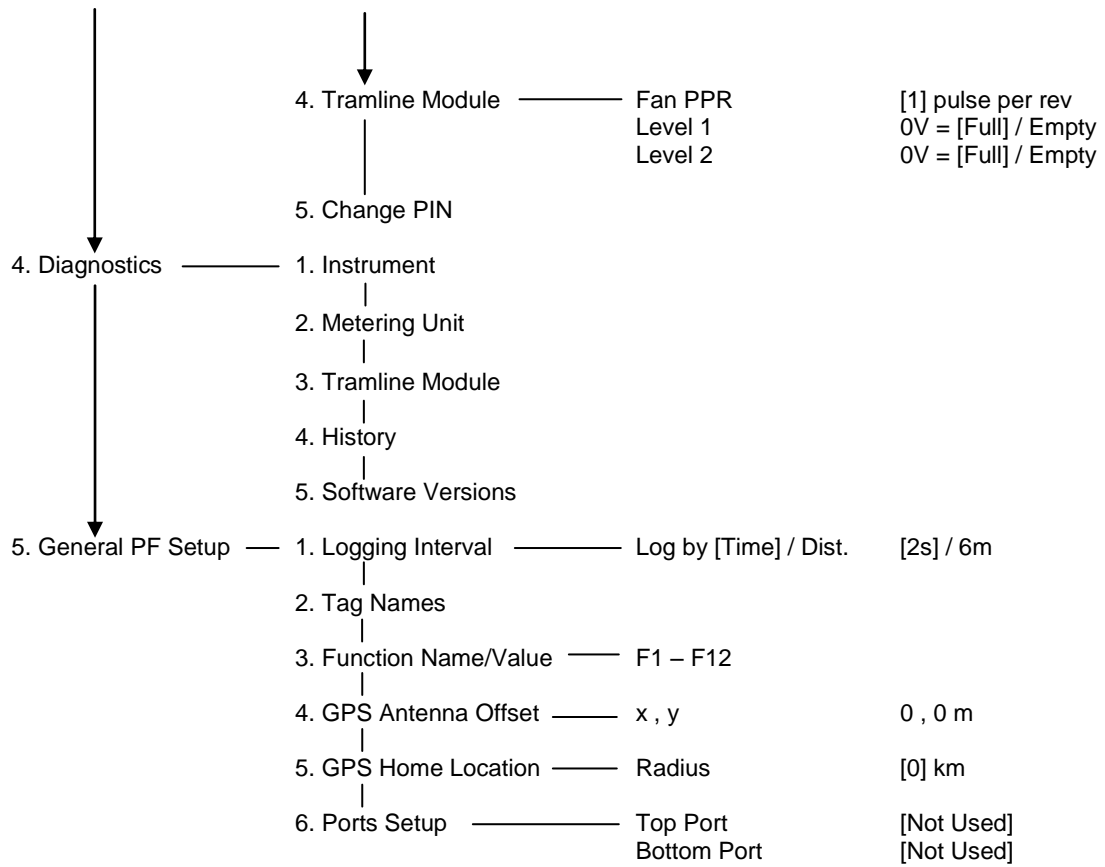 4. Tramline Module Fan PPR [1] pulse per rev
Level 1 0V = [Full] / Empty
Level 2 0V = [Full] / Empty
5. Change PIN
4. Diagnostics 1. Instrument
2. Metering Unit
3. Tramline Module
4. History
5. Software Versions
5. General PF Setup 1. Logging Interval Log by [Time] / Dist. [2s] / 6m
2. Tag Names
3. Function Name/Value F1 – F12
4. GPS Antenna Offset x , y 0 , 0 m
5. GPS Home Location Radius [0] km
6. Ports Setup Top Port [Not Used]
Bottom Port [Not Used]